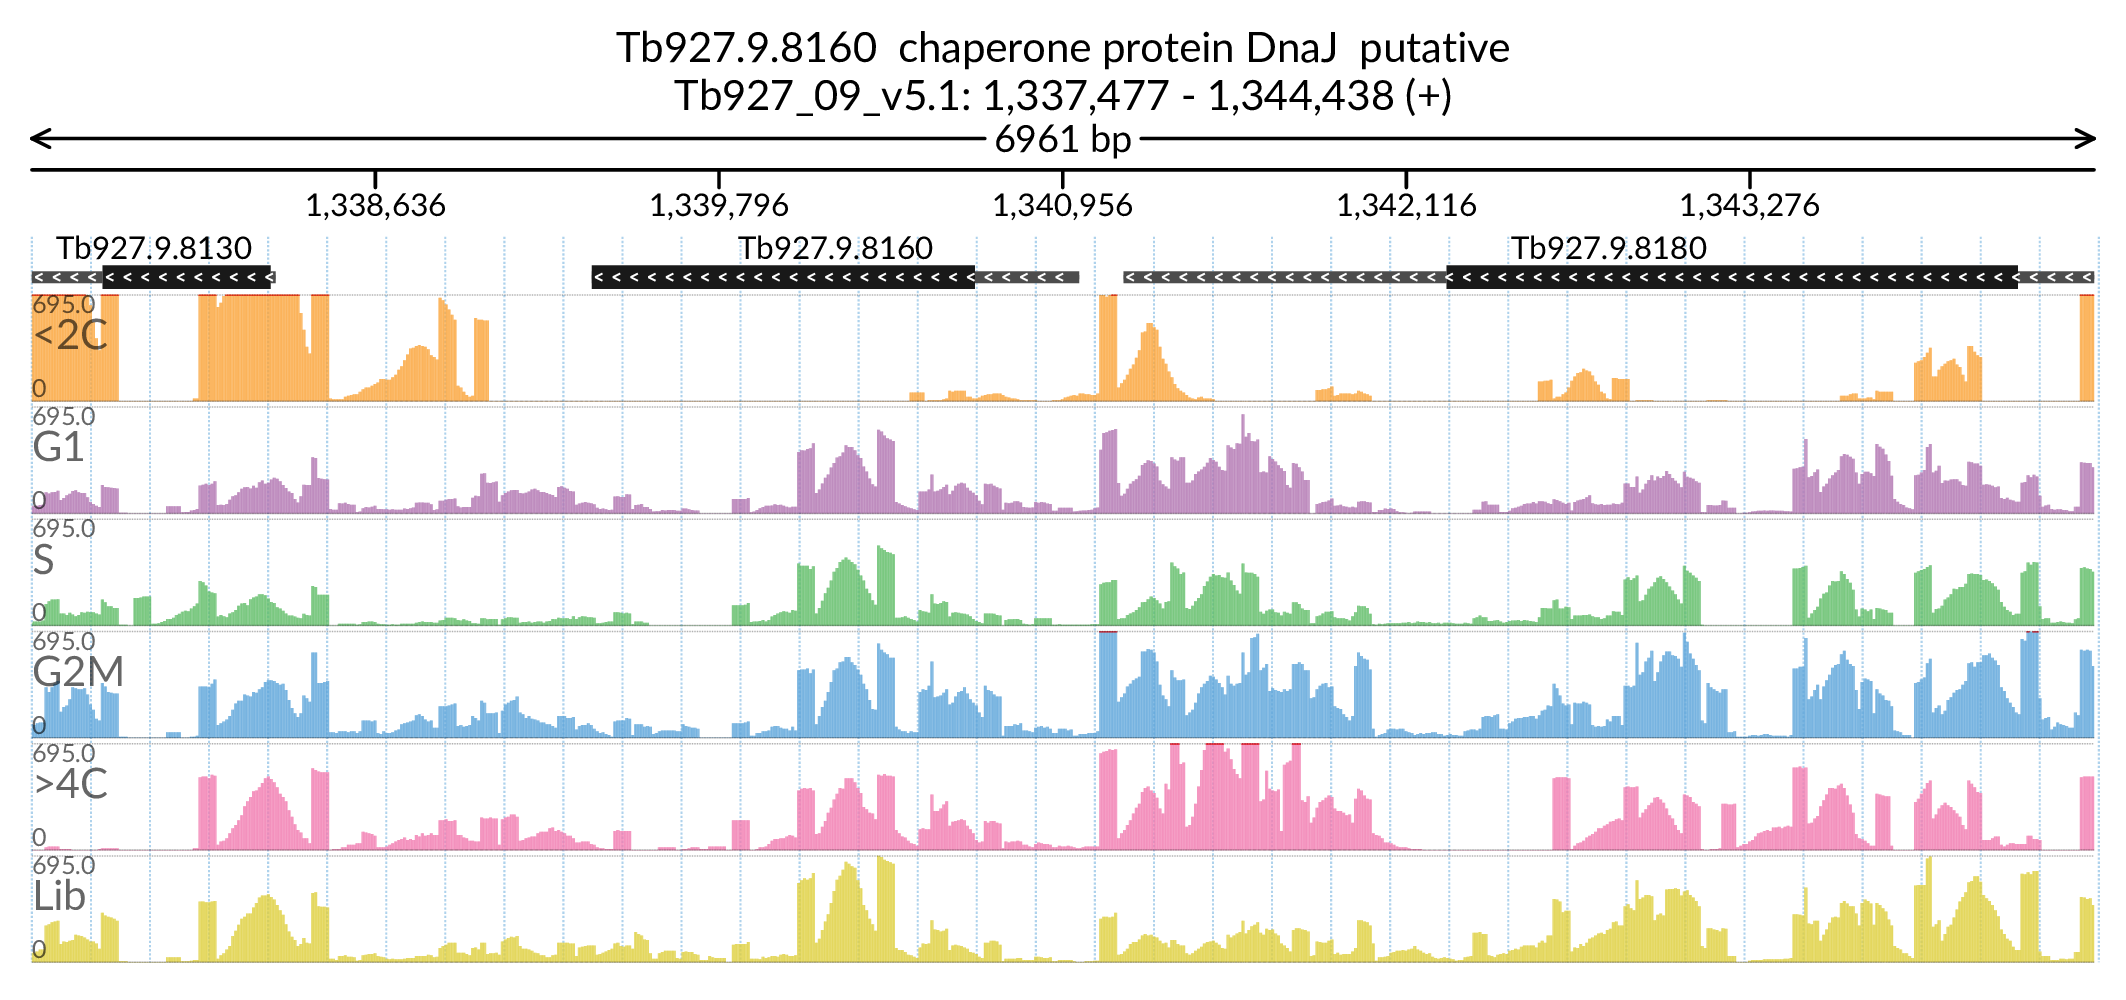 Tb927.9.8160 chaperone protein DnaJ putative
Tb927_09_v5.1: 1,337,477 - 1,344,438 (+)
6961 bp
1,338,636 1,339,796 1,340,956 1,342,116 1,343,276
Tb927.9.8130 Tb927.9.8160 Tb927.9.8180
695.0
<2C
0
695.0
G1
0
695.0
S
0
695.0
G2M
0
695.0
>4C
0
695.0
Lib
0